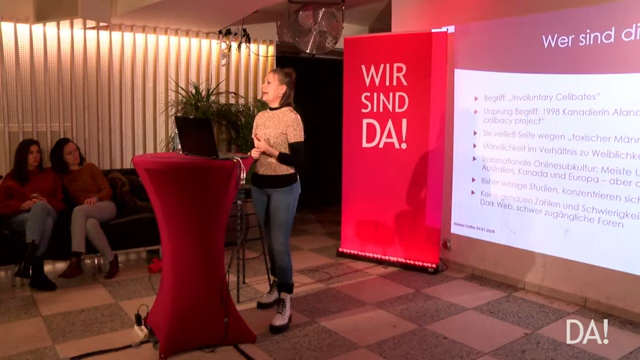 WIR
SIND
DA!
Wer sind di
Begriff: „Involuntary Celibates"
Ursprung Begriff: 1998 Kanadierin Alana
celibacy project"
Sie verließ Seite wegen „toxischer Männ
Männlichkeit im Verhältnis zu Weiblichke
Transnationale Onlinesubkultur: Meiste U
Australien, Kanada und Europa – aber
Bisher wenige Studien, konzentrieren sich
Keine genauen Zahlen und Schwierigkei
Dark Web, schwer zugängliche Foren
DA!